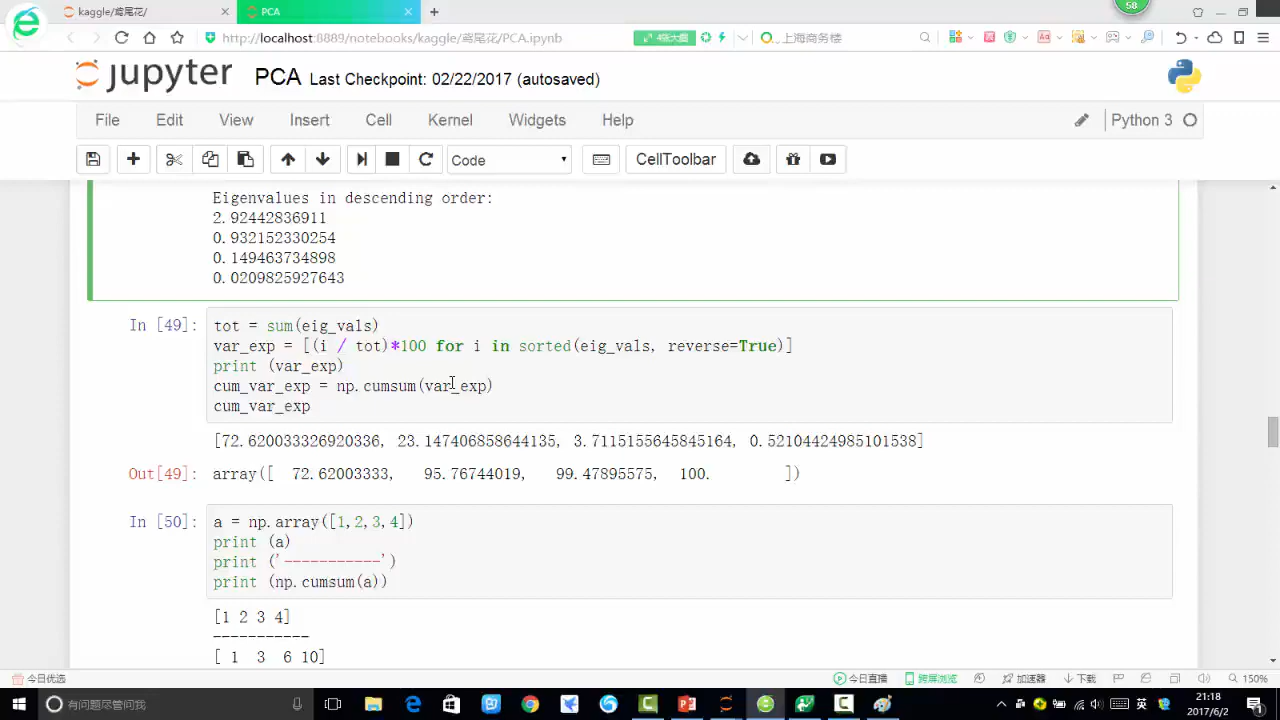 kaggle/鸢尾花/
PCA
58
http://localhost:8889/notebooks/kaggle/鸢尾花/PCA.ipynb
上海商务楼
jupyter PCA Last Checkpoint: 02/22/2017 (autosaved)
File Edit View Insert Cell Kernel Widgets Help Python 3
Code CellToolbar
Eigenvalues in descending order:
2.92442836911
0.932152330254
0.149463734898
0.0209825927643
In [49]: tot = sum(eig_vals)
var_exp = [(i / tot)*100 for i in sorted(eig_vals, reverse=True)]
print (var_exp)
cum_var_exp = np.cumsum(var_exp)
cum_var_exp
[72.620033326920336, 23.147406858644135, 3.7115155645845164, 0.52104424985101538]
Out[49]: array([ 72.62003333, 95.76744019, 99.47895575, 100. ])
In [50]: a = np.array([1,2,3,4])
print (a)
print ('-----------')
print (np.cumsum(a))
[1 2 3 4]
-----------
[ 1 3 6 10]
今日优选 今日直播 跨屏浏览 加速器 下载 150%
有问题尽管问我 英 21:18
2017/6/2